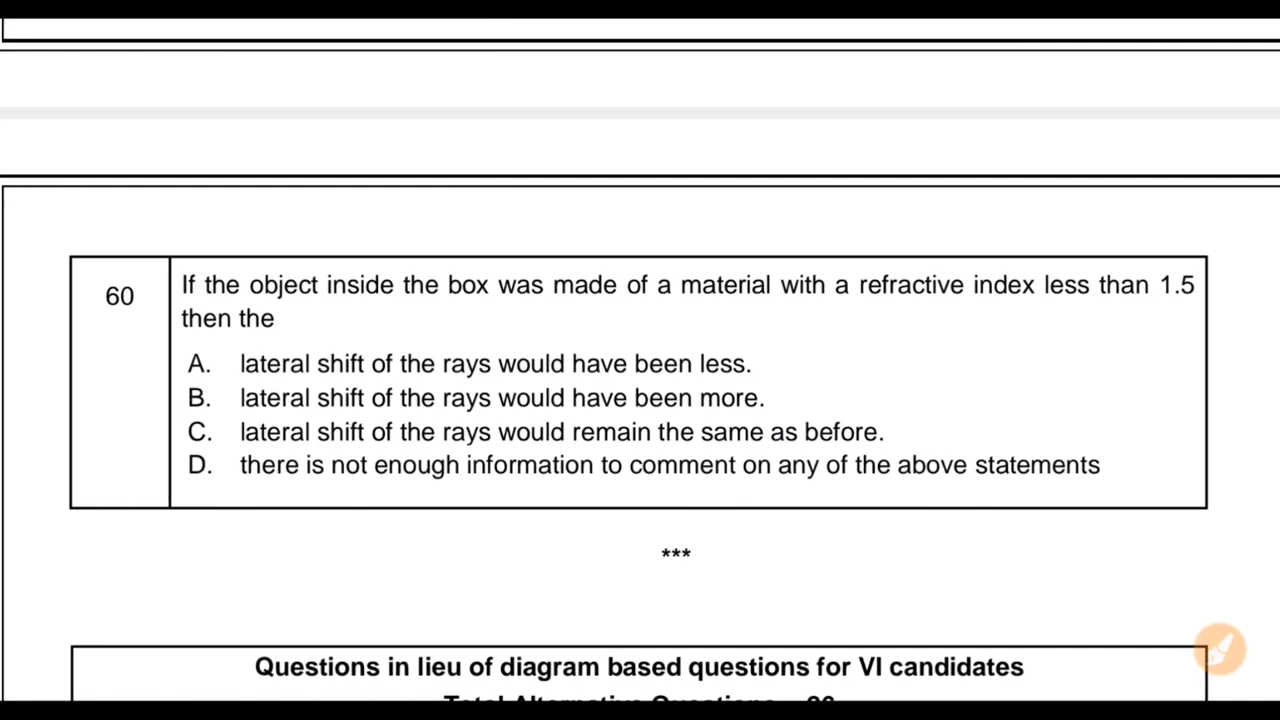 60
If the object inside the box was made of a material with a refractive index less than 1.5
then the
A. lateral shift of the rays would have been less.
B. lateral shift of the rays would have been more.
C. lateral shift of the rays would remain the same as before.
D. there is not enough information to comment on any of the above statements
***
Questions in lieu of diagram based questions for VI candidates
Total Alternative Questions